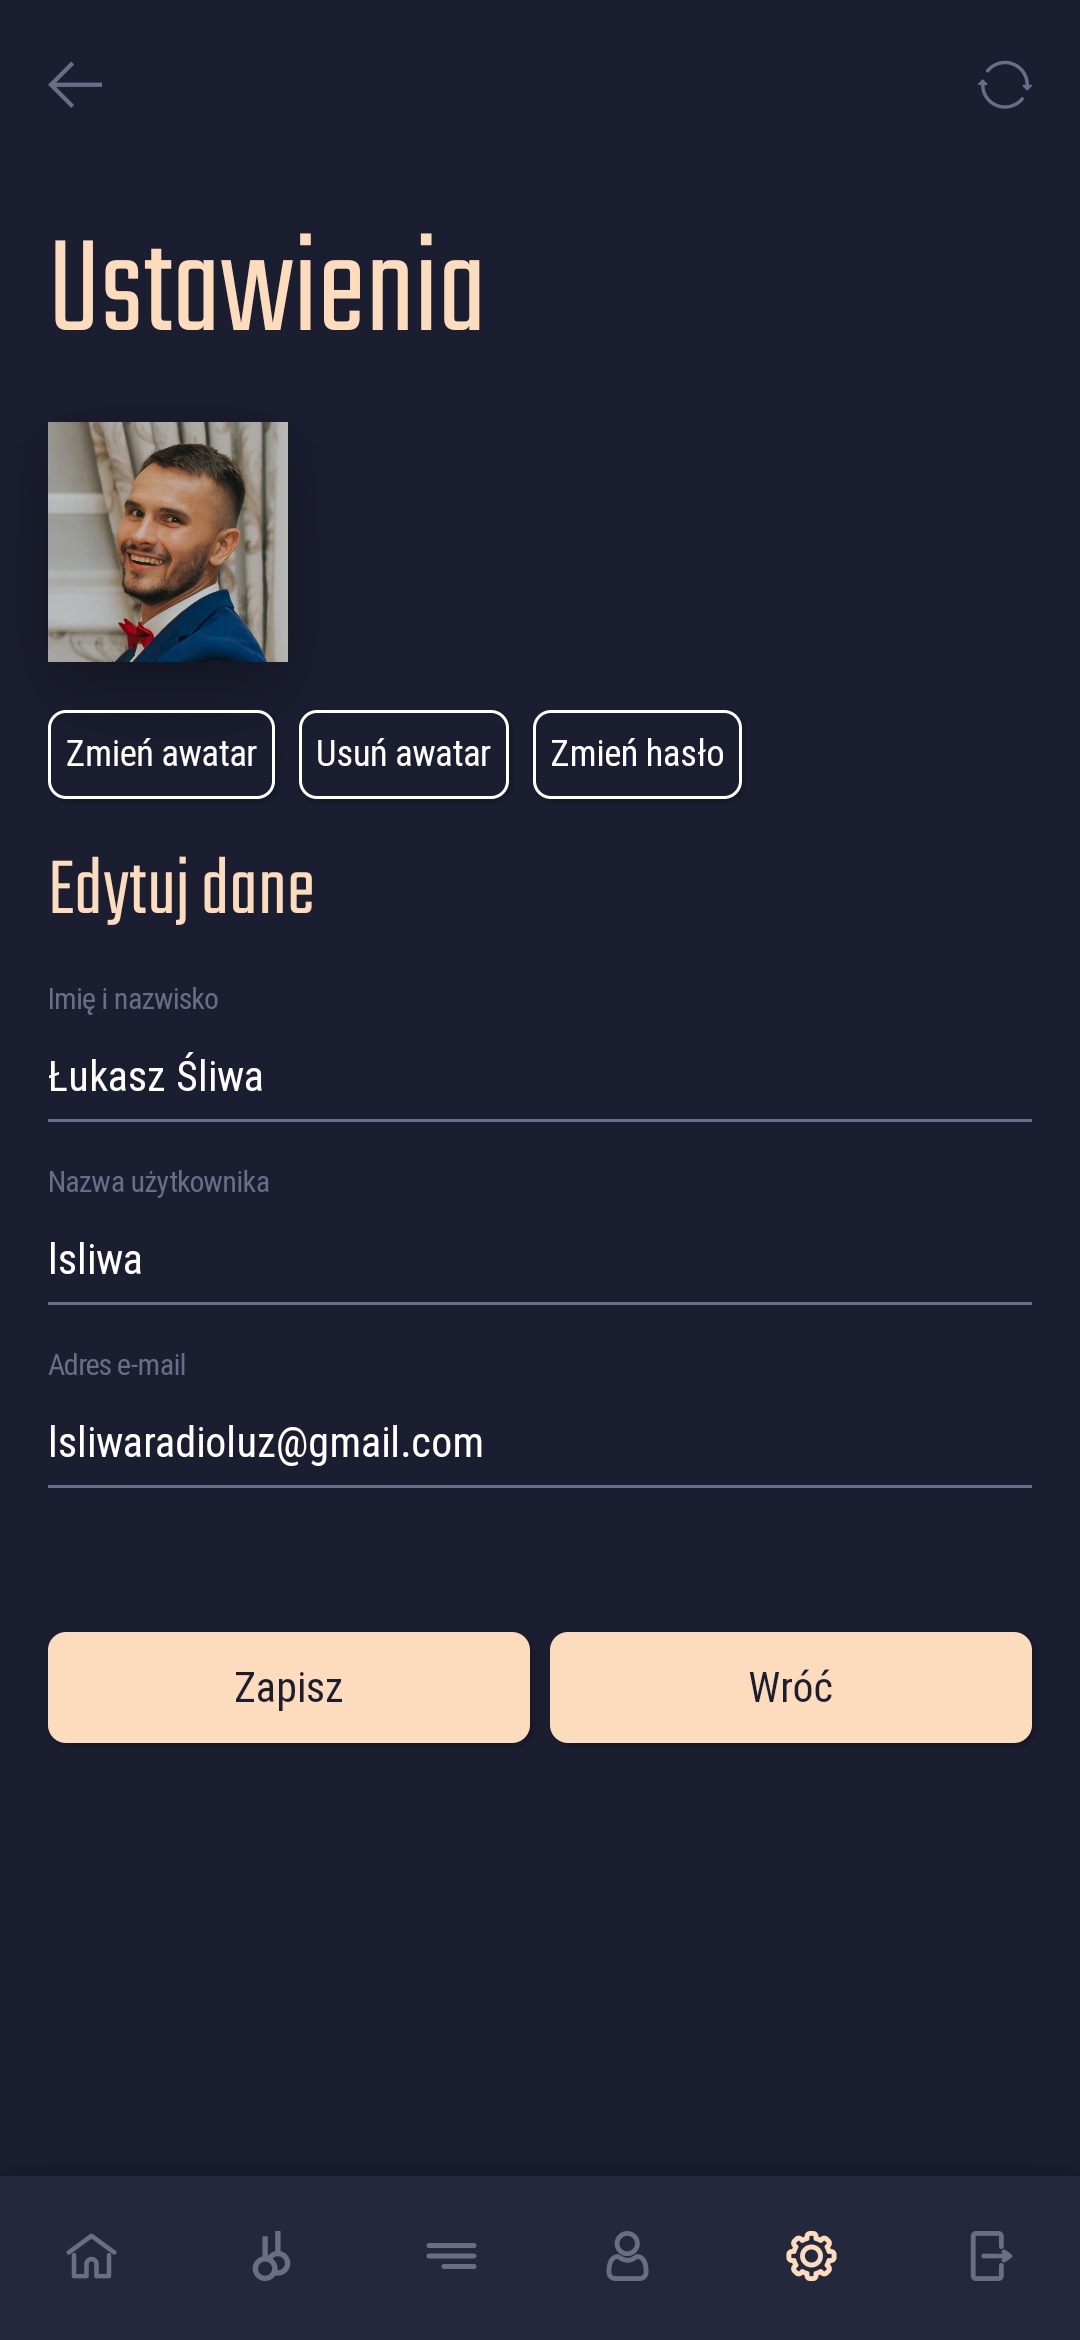 Ustawienia
Zmień awatar Usuń awatar Zmień hasło
Edytuj dane
Imię i nazwisko
Łukasz Śliwa
Nazwa użytkownika
lsliwa
Adres e-mail
lsliwaradioluz@gmail.com
Zapisz Wróć